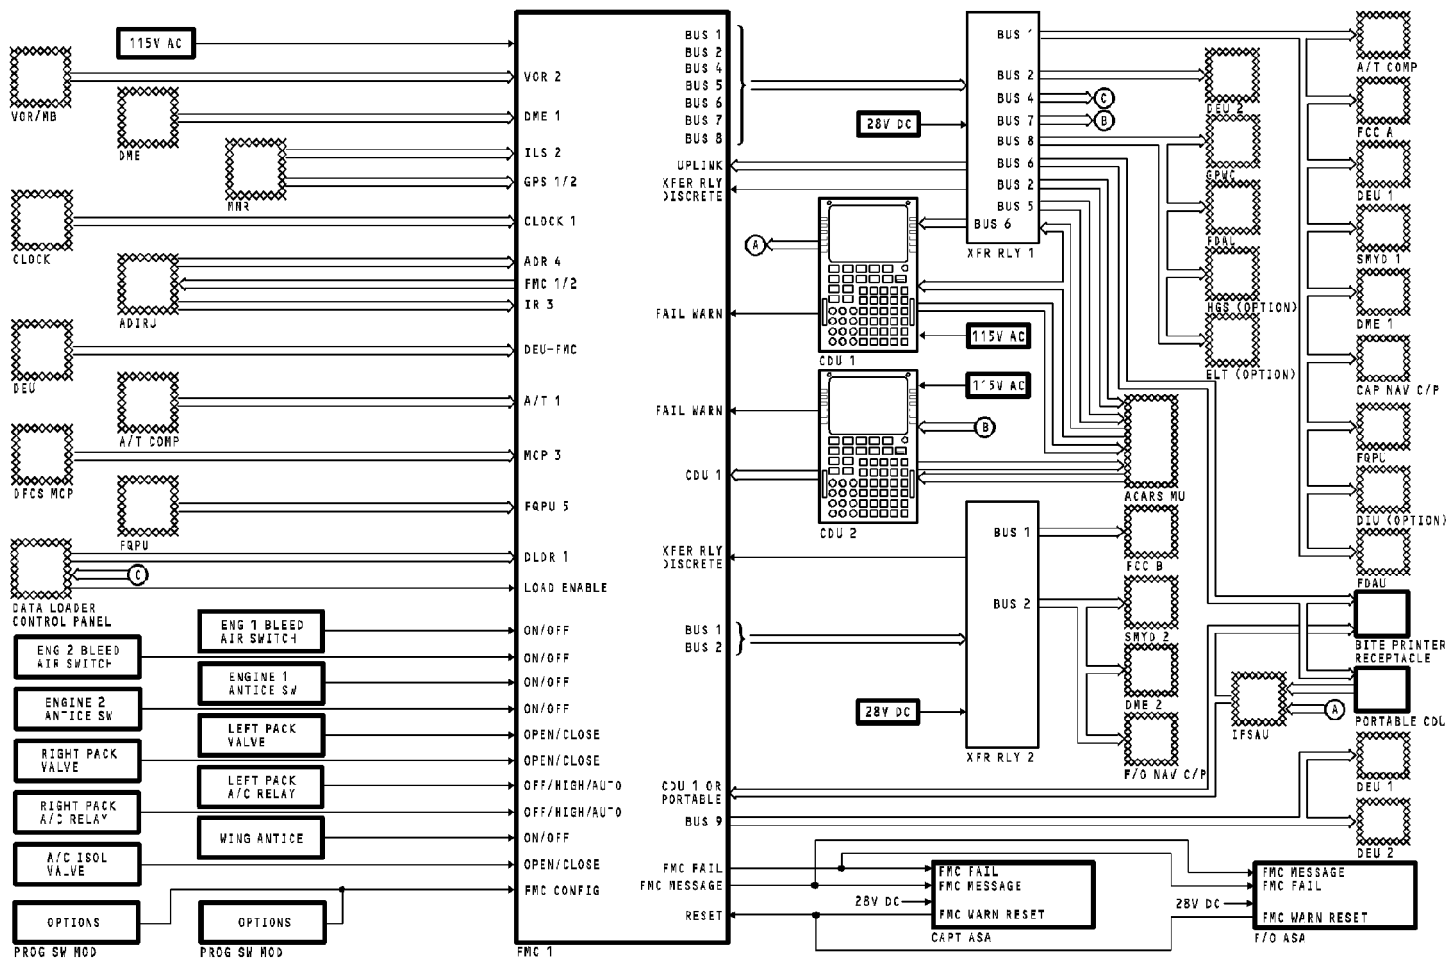 115V AC
VOR/MB
DME
MMR
CLOCK
ADIRU
DEU
A/T COMP
DFCS MCP
FQPU
C
DATA LOADER
CONTROL PANEL
ENG 1 BLEED
AIR SWITCH
ENG 2 BLEED
AIR SWITCH
ENGINE 1
ANTICE SW
ENGINE 2
ANTICE SW
LEFT PACK
VALVE
RIGHT PACK
VALVE
LEFT PACK
A/C RELAY
RIGHT PACK
A/C RELAY
WING ANTICE
A/C ISOL
VALVE
OPTIONS
PROG SW MOD
OPTIONS
PROG SW MOD
VOR 2
DME 1
ILS 2
GPS 1/2
CLOCK 1
ADR 4
FMC 1/2
IR 3
DEU-FMC
A/T 1
MCP 3
FQPU 5
DLDR 1
LOAD ENABLE
ON/OFF
ON/OFF
ON/OFF
ON/OFF
OPEN/CLOSE
OPEN/CLOSE
OFF/HIGH/AUTO
OFF/HIGH/AUTO
ON/OFF
OPEN/CLOSE
FMC CONFIG
FMC 1
BUS 1
BUS 2
BUS 4
BUS 5
BUS 6
BUS 7
BUS 8
UPLINK
XFER RLY
DISCRETE
FAIL WARN
FAIL WARN
CDU 1
XFER RLY
DISCRETE
BUS 1
BUS 2
CDU 1 OR
PORTABLE
BUS 9
FMC FAIL
FMC MESSAGE
RESET
28V DC
A
CDU 1
CDU 2
115V AC
115V AC
B
28V DC
BUS 1
BUS 2
BUS 4
BUS 7
BUS 8
BUS 6
BUS 2
BUS 5
BUS 6
XFR RLY 1
C
B
BUS 1
BUS 2
XFR RLY 2
DEU 2
GPWC
FDAU
HGS (OPTION)
ELT (OPTION)
ACARS MU
FCC B
SMYD 2
DME 2
F/O NAV C/P
A/T COMP
FCC A
DEU 1
SMYD 1
DME 1
CAP NAV C/P
FQPU
DIU (OPTION)
FDAU
BITE PRINTER
RECEPTACLE
PORTABLE CDU
IFSAU
A
DEU 1
DEU 2
FMC FAIL
FMC MESSAGE
28V DC
FMC WARN RESET
CAPT ASA
FMC MESSAGE
FMC FAIL
28V DC
FMC WARN RESET
F/O ASA